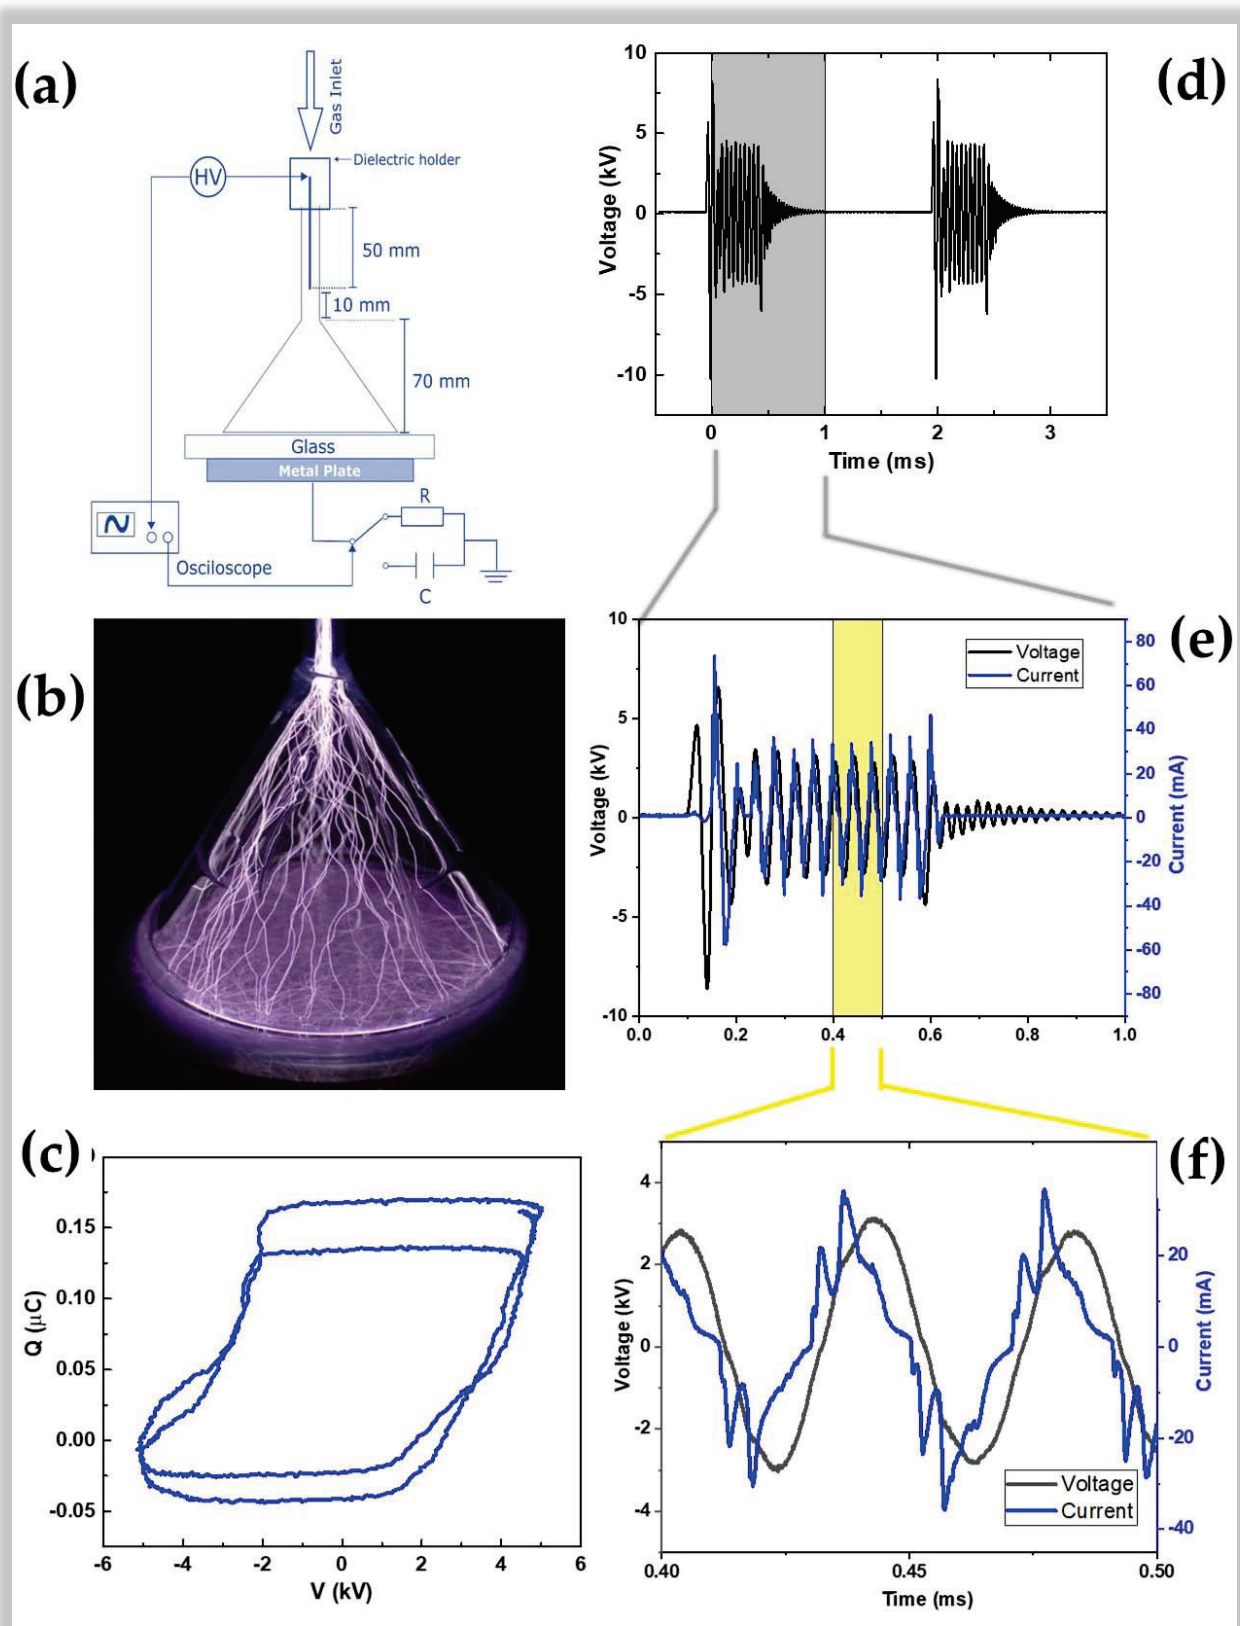 (a)
Gas Inlet
Dielectric holder
HV
50 mm
10 mm
70 mm
Glass
Metal Plate
R
Osciloscope
C
(b)
(c)
Q (μC)
0.15
0.10
0.05
0.00
-0.05
-6 -4 -2 0 2 4 6
V (kV)
(d)
Voltage (kV)
10
5
0
-5
-10
0 1 2 3
Time (ms)
(e)
Voltage (kV)
10
5
0
-5
-10
Voltage
Current
80
60
40
20
0
-20
-40
-60
-80
Current (mA)
0.0 0.2 0.4 0.6 0.8 1.0
(f)
Voltage (kV)
4
2
0
-2
-4
20
0
-20
-40
Current (mA)
Voltage
Current
0.40 0.45 0.50
Time (ms)